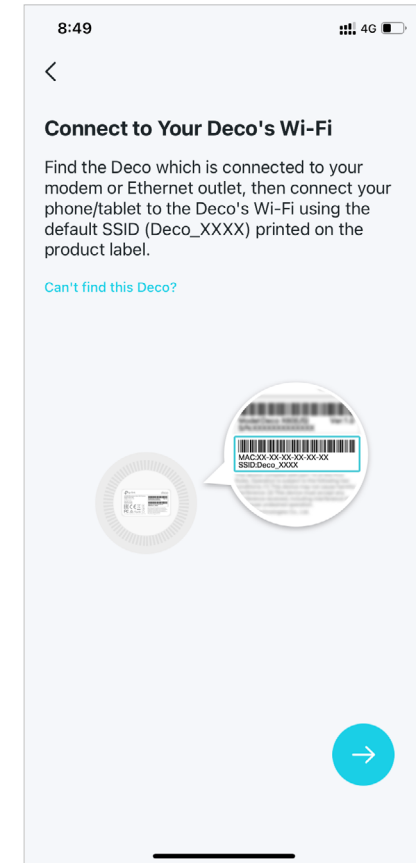 8:49
4G
Connect to Your Deco's Wi-Fi
Find the Deco which is connected to your
modem or Ethernet outlet, then connect your
phone/tablet to the Deco's Wi-Fi using the
default SSID (Deco_XXXX) printed on the
product label.
Can't find this Deco?
MAC:XX-XX-XX-XX-XX-XX
SSID:Deco_XXXX